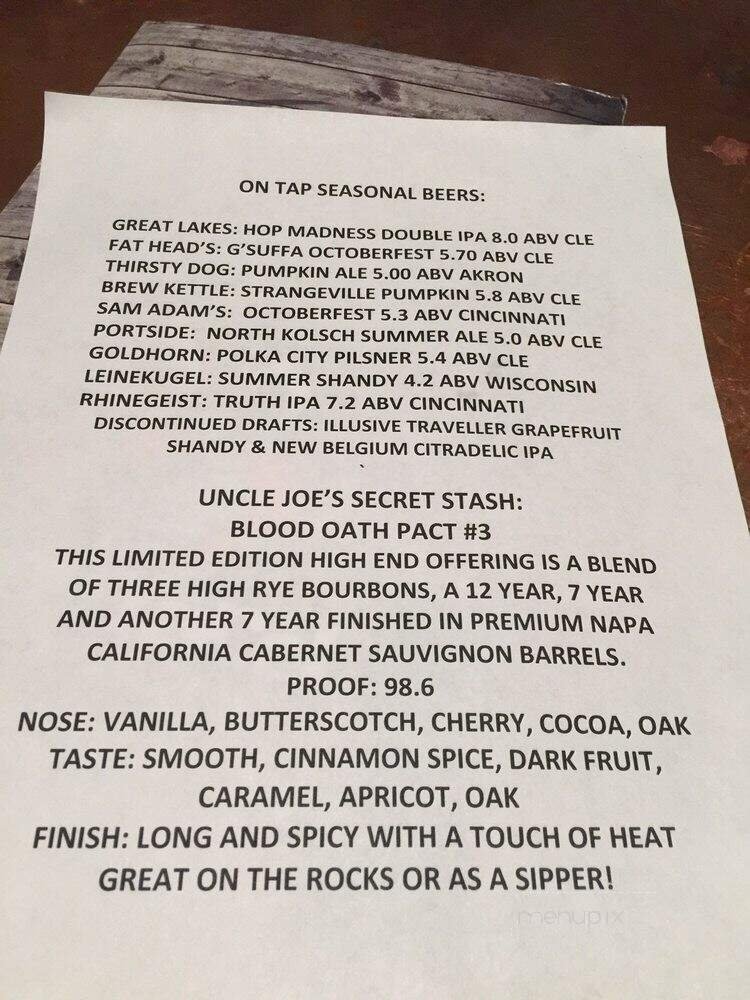 ON TAP SEASONAL BEERS:
GREAT LAKES: HOP MADNESS DOUBLE IPA 8.0 ABV CLE
FAT HEAD'S: G'SUFFA OCTOBERFEST 5.70 ABV CLE
THIRSTY DOG: PUMPKIN ALE 5.00 ABV AKRON
BREW KETTLE: STRANGEVILLE PUMPKIN 5.8 ABV CLE
SAM ADAM'S: OCTOBERFEST 5.3 ABV CINCINNATI
PORTSIDE: NORTH KOLSCH SUMMER ALE 5.0 ABV CLE
GOLDHORN: POLKA CITY PILSNER 5.4 ABV CLE
LEINEKUGEL: SUMMER SHANDY 4.2 ABV WISCONSIN
RHINEGEIST: TRUTH IPA 7.2 ABV CINCINNATI
DISCONTINUED DRAFTS: ILLUSIVE TRAVELLER GRAPEFRUIT
SHANDY & NEW BELGIUM CITRADELIC IPA
`
UNCLE JOE'S SECRET STASH:
BLOOD OATH PACT #3
THIS LIMITED EDITION HIGH END OFFERING IS A BLEND
OF THREE HIGH RYE BOURBONS, A 12 YEAR, 7 YEAR
AND ANOTHER 7 YEAR FINISHED IN PREMIUM NAPA
CALIFORNIA CABERNET SAUVIGNON BARRELS.
PROOF: 98.6
NOSE: VANILLA, BUTTERSCOTCH, CHERRY, COCOA, OAK
TASTE: SMOOTH, CINNAMON SPICE, DARK FRUIT,
CARAMEL, APRICOT, OAK
FINISH: LONG AND SPICY WITH A TOUCH OF HEAT
GREAT ON THE ROCKS OR AS A SIPPER!
menupix